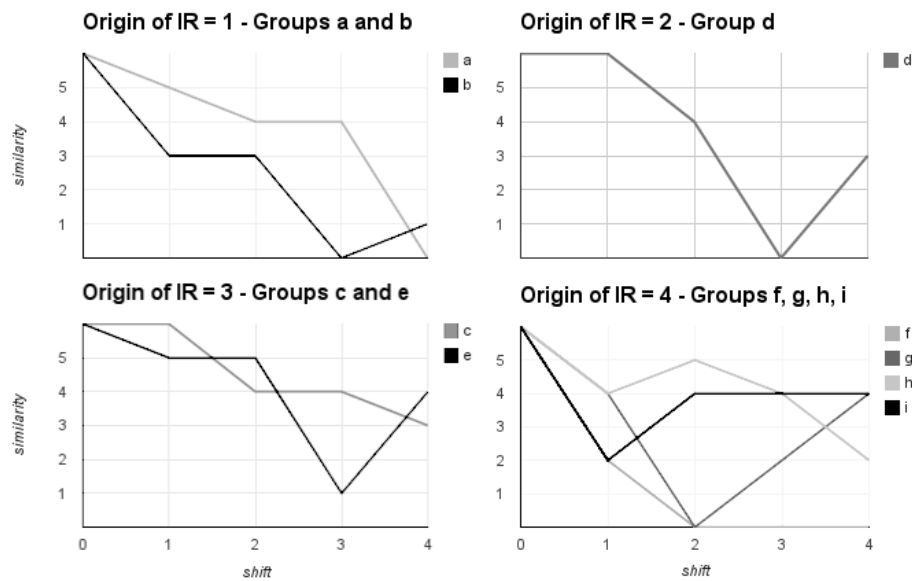 Origin of IR = 1 - Groups a and b
5
4
3
2
1
similarity
a
b
Origin of IR = 2 - Group d
5
4
3
2
1
d
Origin of IR = 3 - Groups c and e
5
4
3
2
1
similarity
0 1 2 3 4
shift
c
e
Origin of IR = 4 - Groups f, g, h, i
5
4
3
2
1
0 1 2 3 4
shift
f
g
h
i